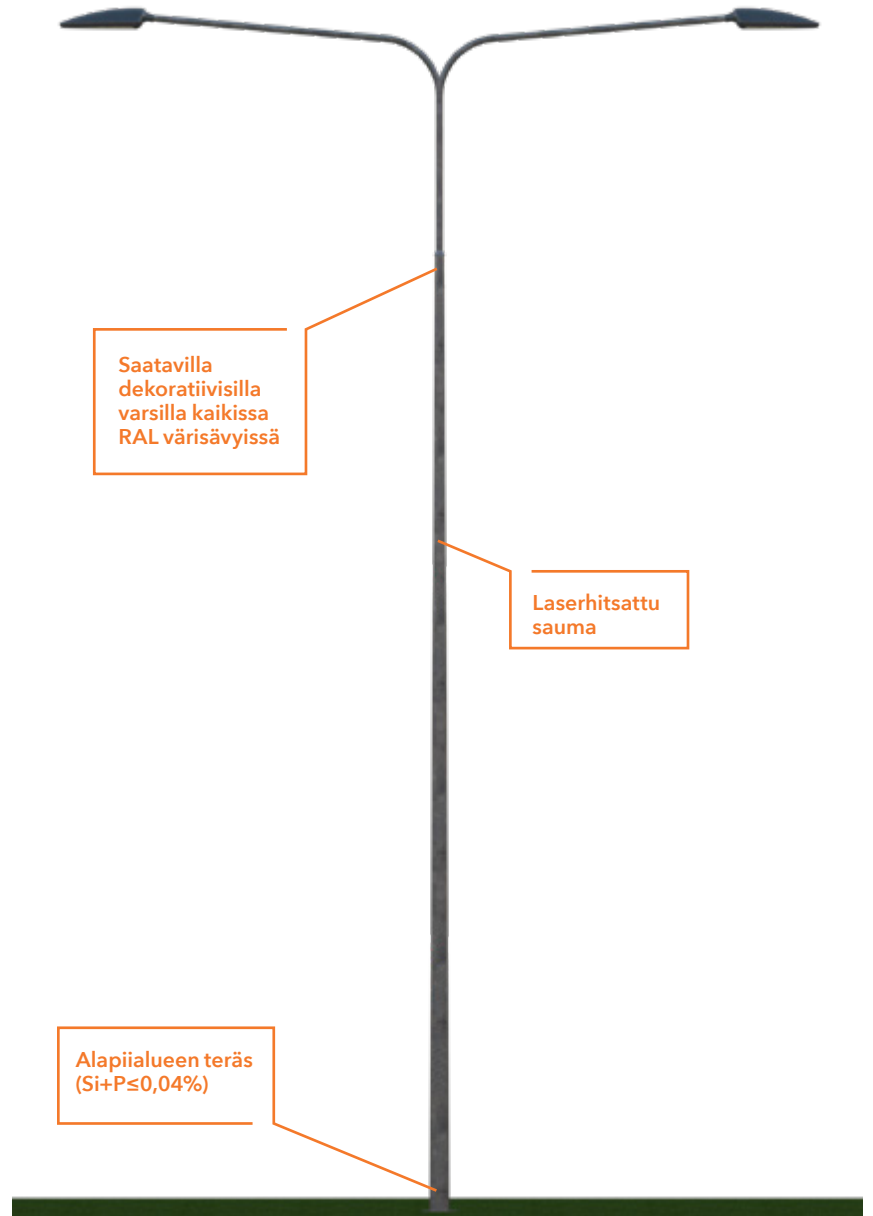 Saatavilla
dekoratiivisilla
varsilla kaikissa
RAL värisävyissä
Laserhitsattu
sauma
Alapiialueen teräs
(Si+P≤0,04%)